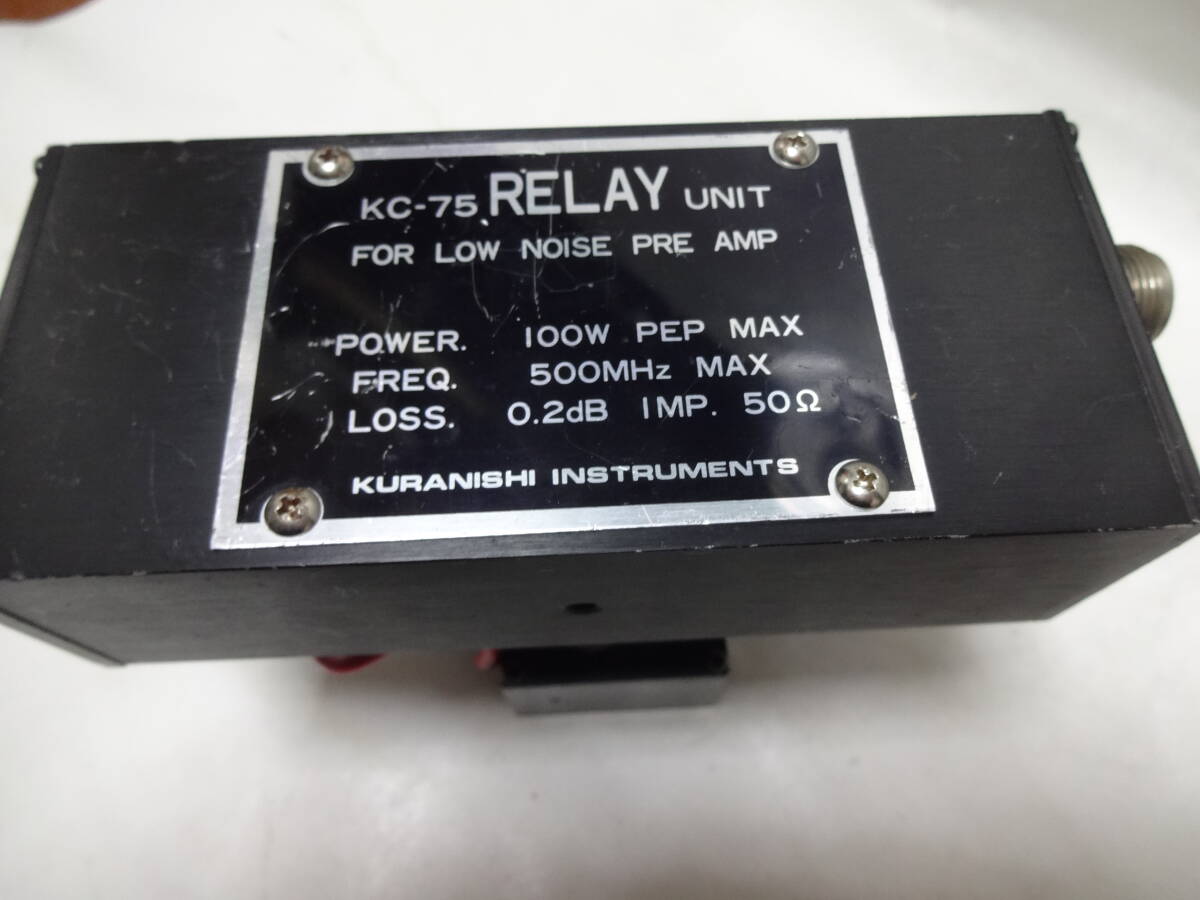 KC-75 RELAY UNIT
FOR LOW NOISE PRE AMP
POWER. 100W PEP MAX
FREQ. 500MHz MAX
LOSS. 0.2dB IMP. 50Ω
KURANISHI INSTRUMENTS